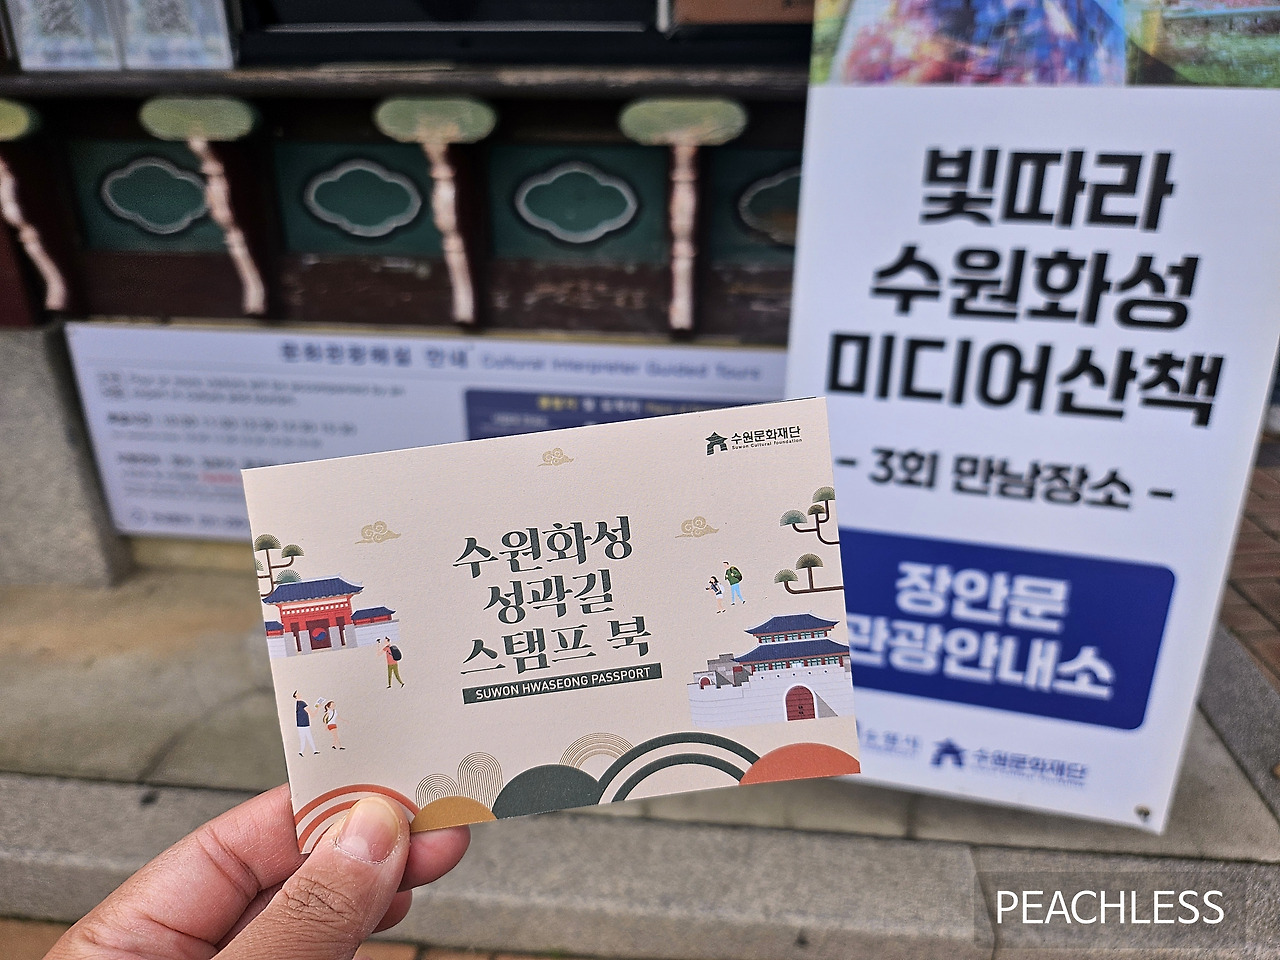 빛따라
수원화성
미디어산책
- 3회 만남장소 -
장안문
관광안내소
수원문화재단
문화관광해설 안내 Cultural Interpreter Guided Tours
수원문화재단
Suwon Cultural Foundation
수원화성
성곽길
스탬프 북
SUWON HWASEONG PASSPORT
PEACHLESS